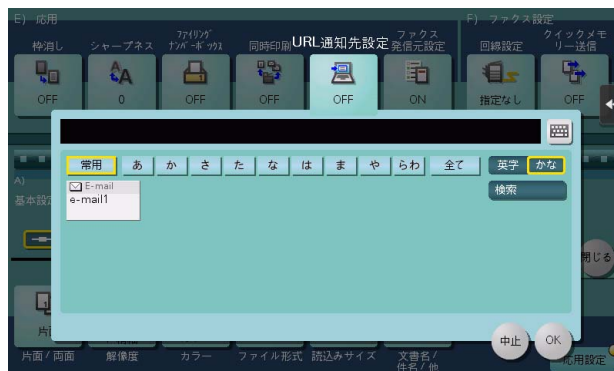 E) 応用
F) ファクス設定
枠消し
シャープネス
ファイリング
ナンバーボックス
同時印刷
URL通知先設定
ファクス
発信元設定
回線設定
クイックメモ
リー送信
OFF
0
OFF
OFF
OFF
ON
指定なし
OFF
常用
あ
か
さ
た
な
は
ま
や
らわ
全て
英字
かな
E-mail
e-mail1
検索
A)
基本設定
閉じる
中止
OK
片面/両面
解像度
カラー
ファイル形式
読込みサイズ
文書名/
件名/他
応用設定